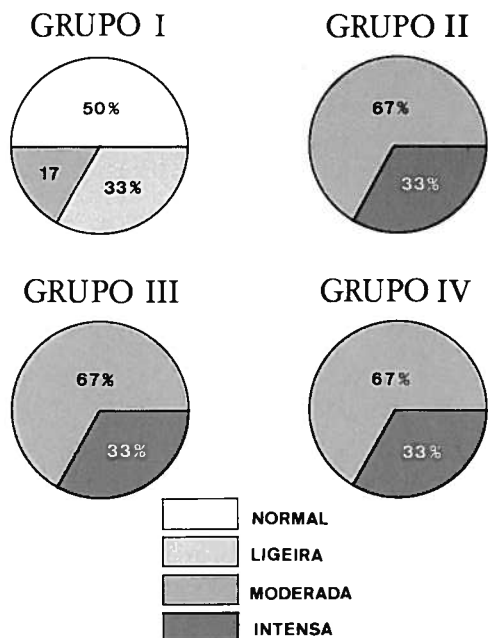 GRUPO I
50%
17
33%
GRUPO II
67%
33%
GRUPO III
67%
33%
GRUPO IV
67%
33%
NORMAL
LIGEIRA
MODERADA
INTENSA